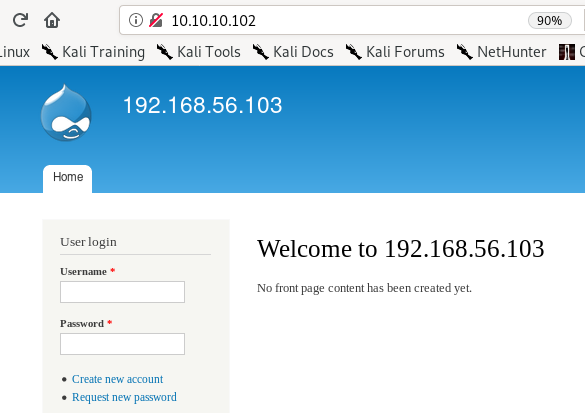 10.10.10.102 90%
inux Kali Training Kali Tools Kali Docs Kali Forums NetHunter
192.168.56.103
Home
User login
Username *
Password *
Create new account
Request new password
Welcome to 192.168.56.103
No front page content has been created yet.